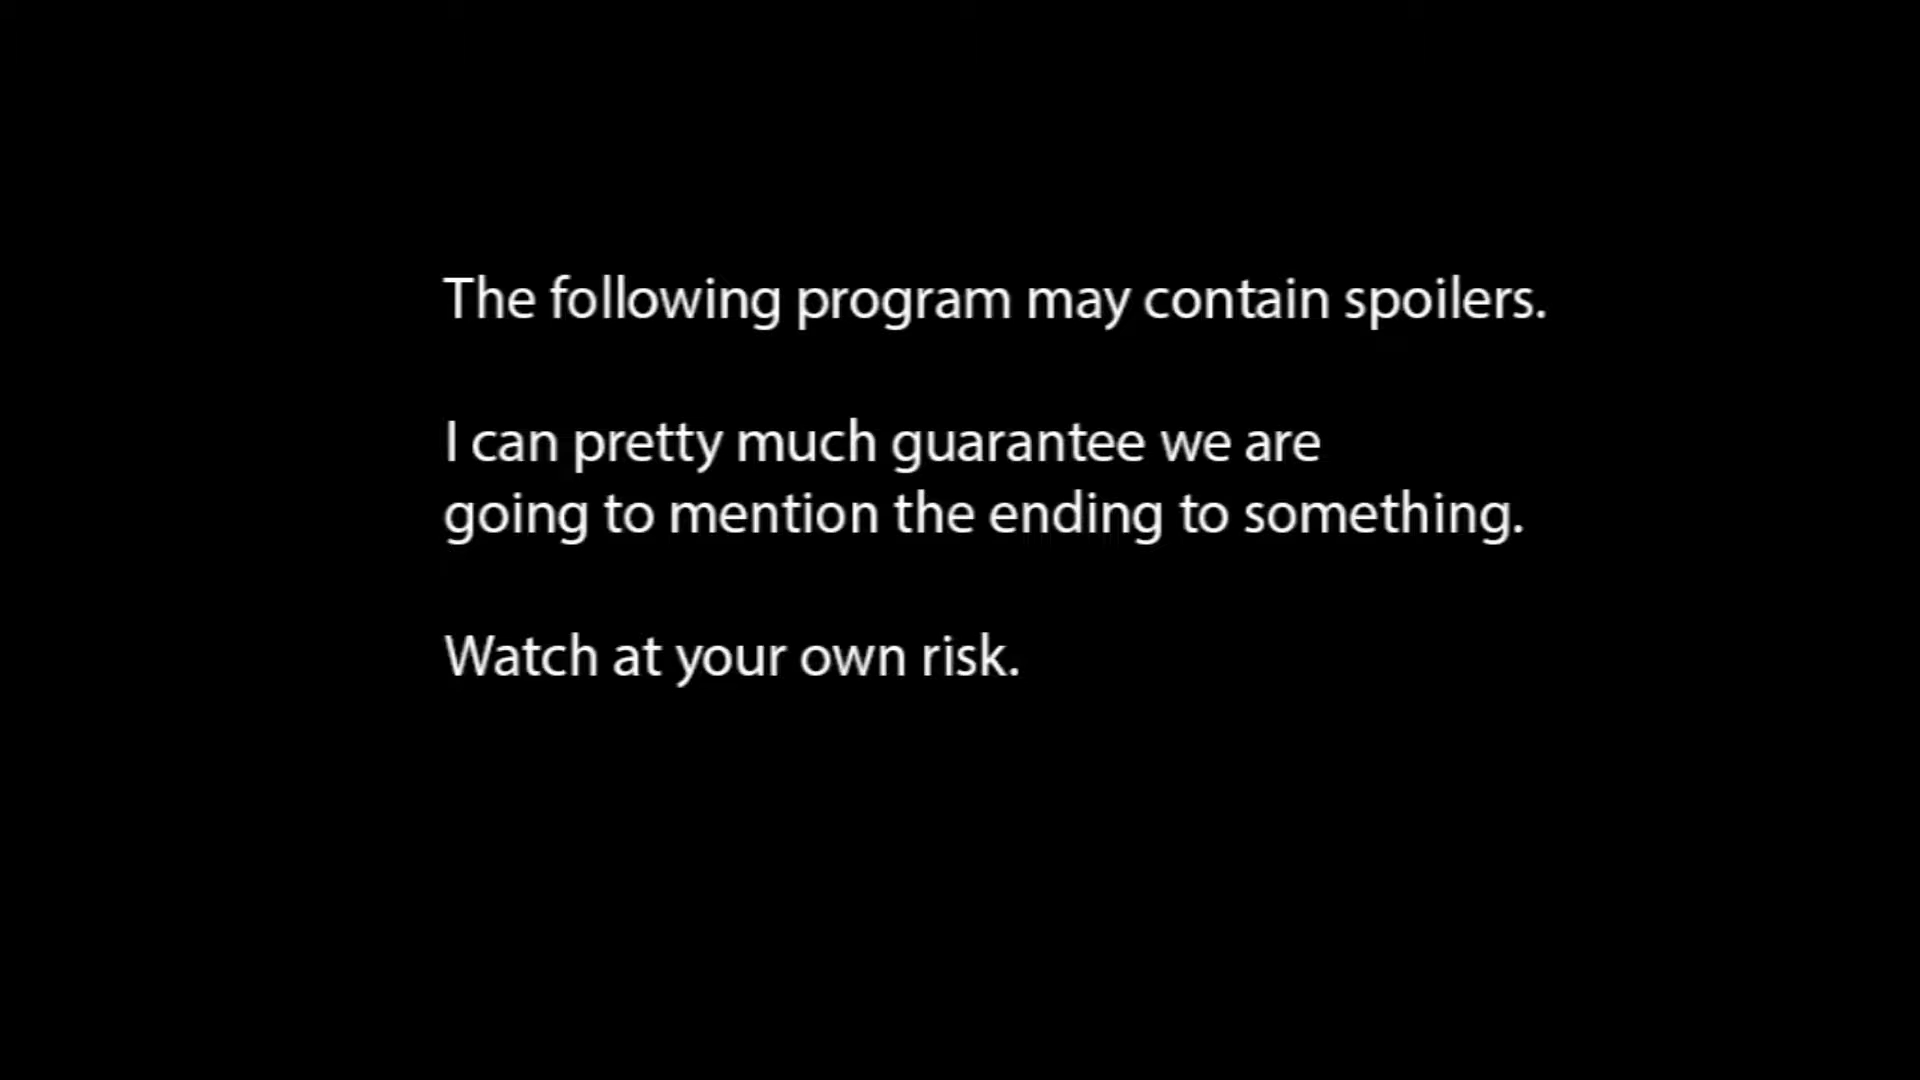 The following program may contain spoilers.
I can pretty much guarantee we are
going to mention the ending to something.
Watch at your own risk.